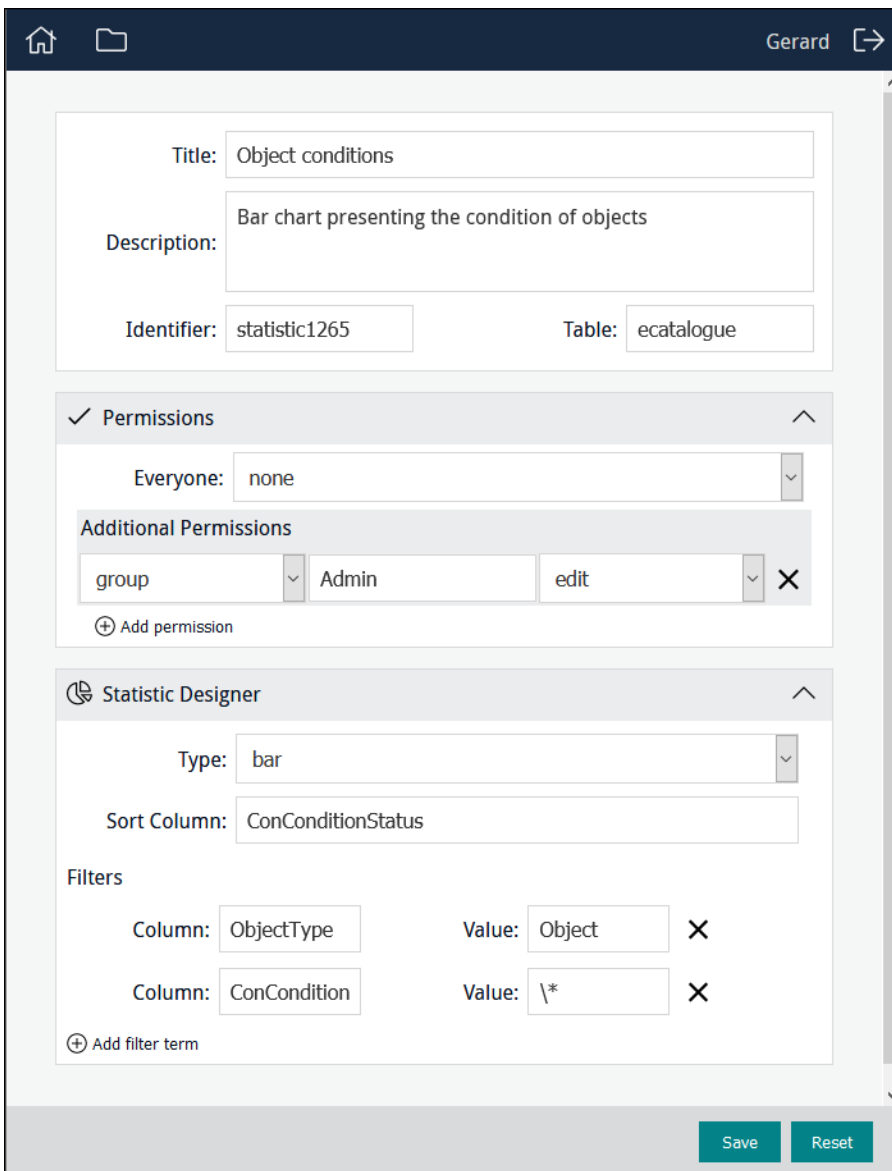 Gerard
Title: Object conditions
Description: Bar chart presenting the condition of objects
Identifier: statistic1265 Table: ecatalogue
Permissions
Everyone: none
Additional Permissions
group Admin edit
Add permission
Statistic Designer
Type: bar
Sort Column: ConConditionStatus
Filters
Column: ObjectType Value: Object
Column: ConCondition Value: \*
Add filter term
Save Reset